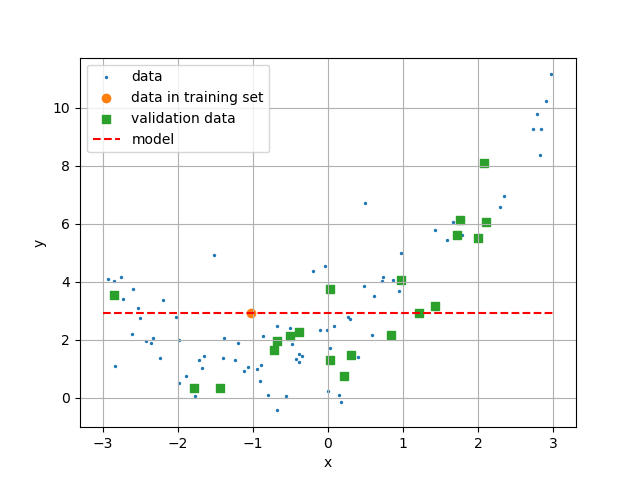 data
data in training set
validation data
model
10
8
6
4
2
0
y
−3
−2
−1
0
1
2
3
x